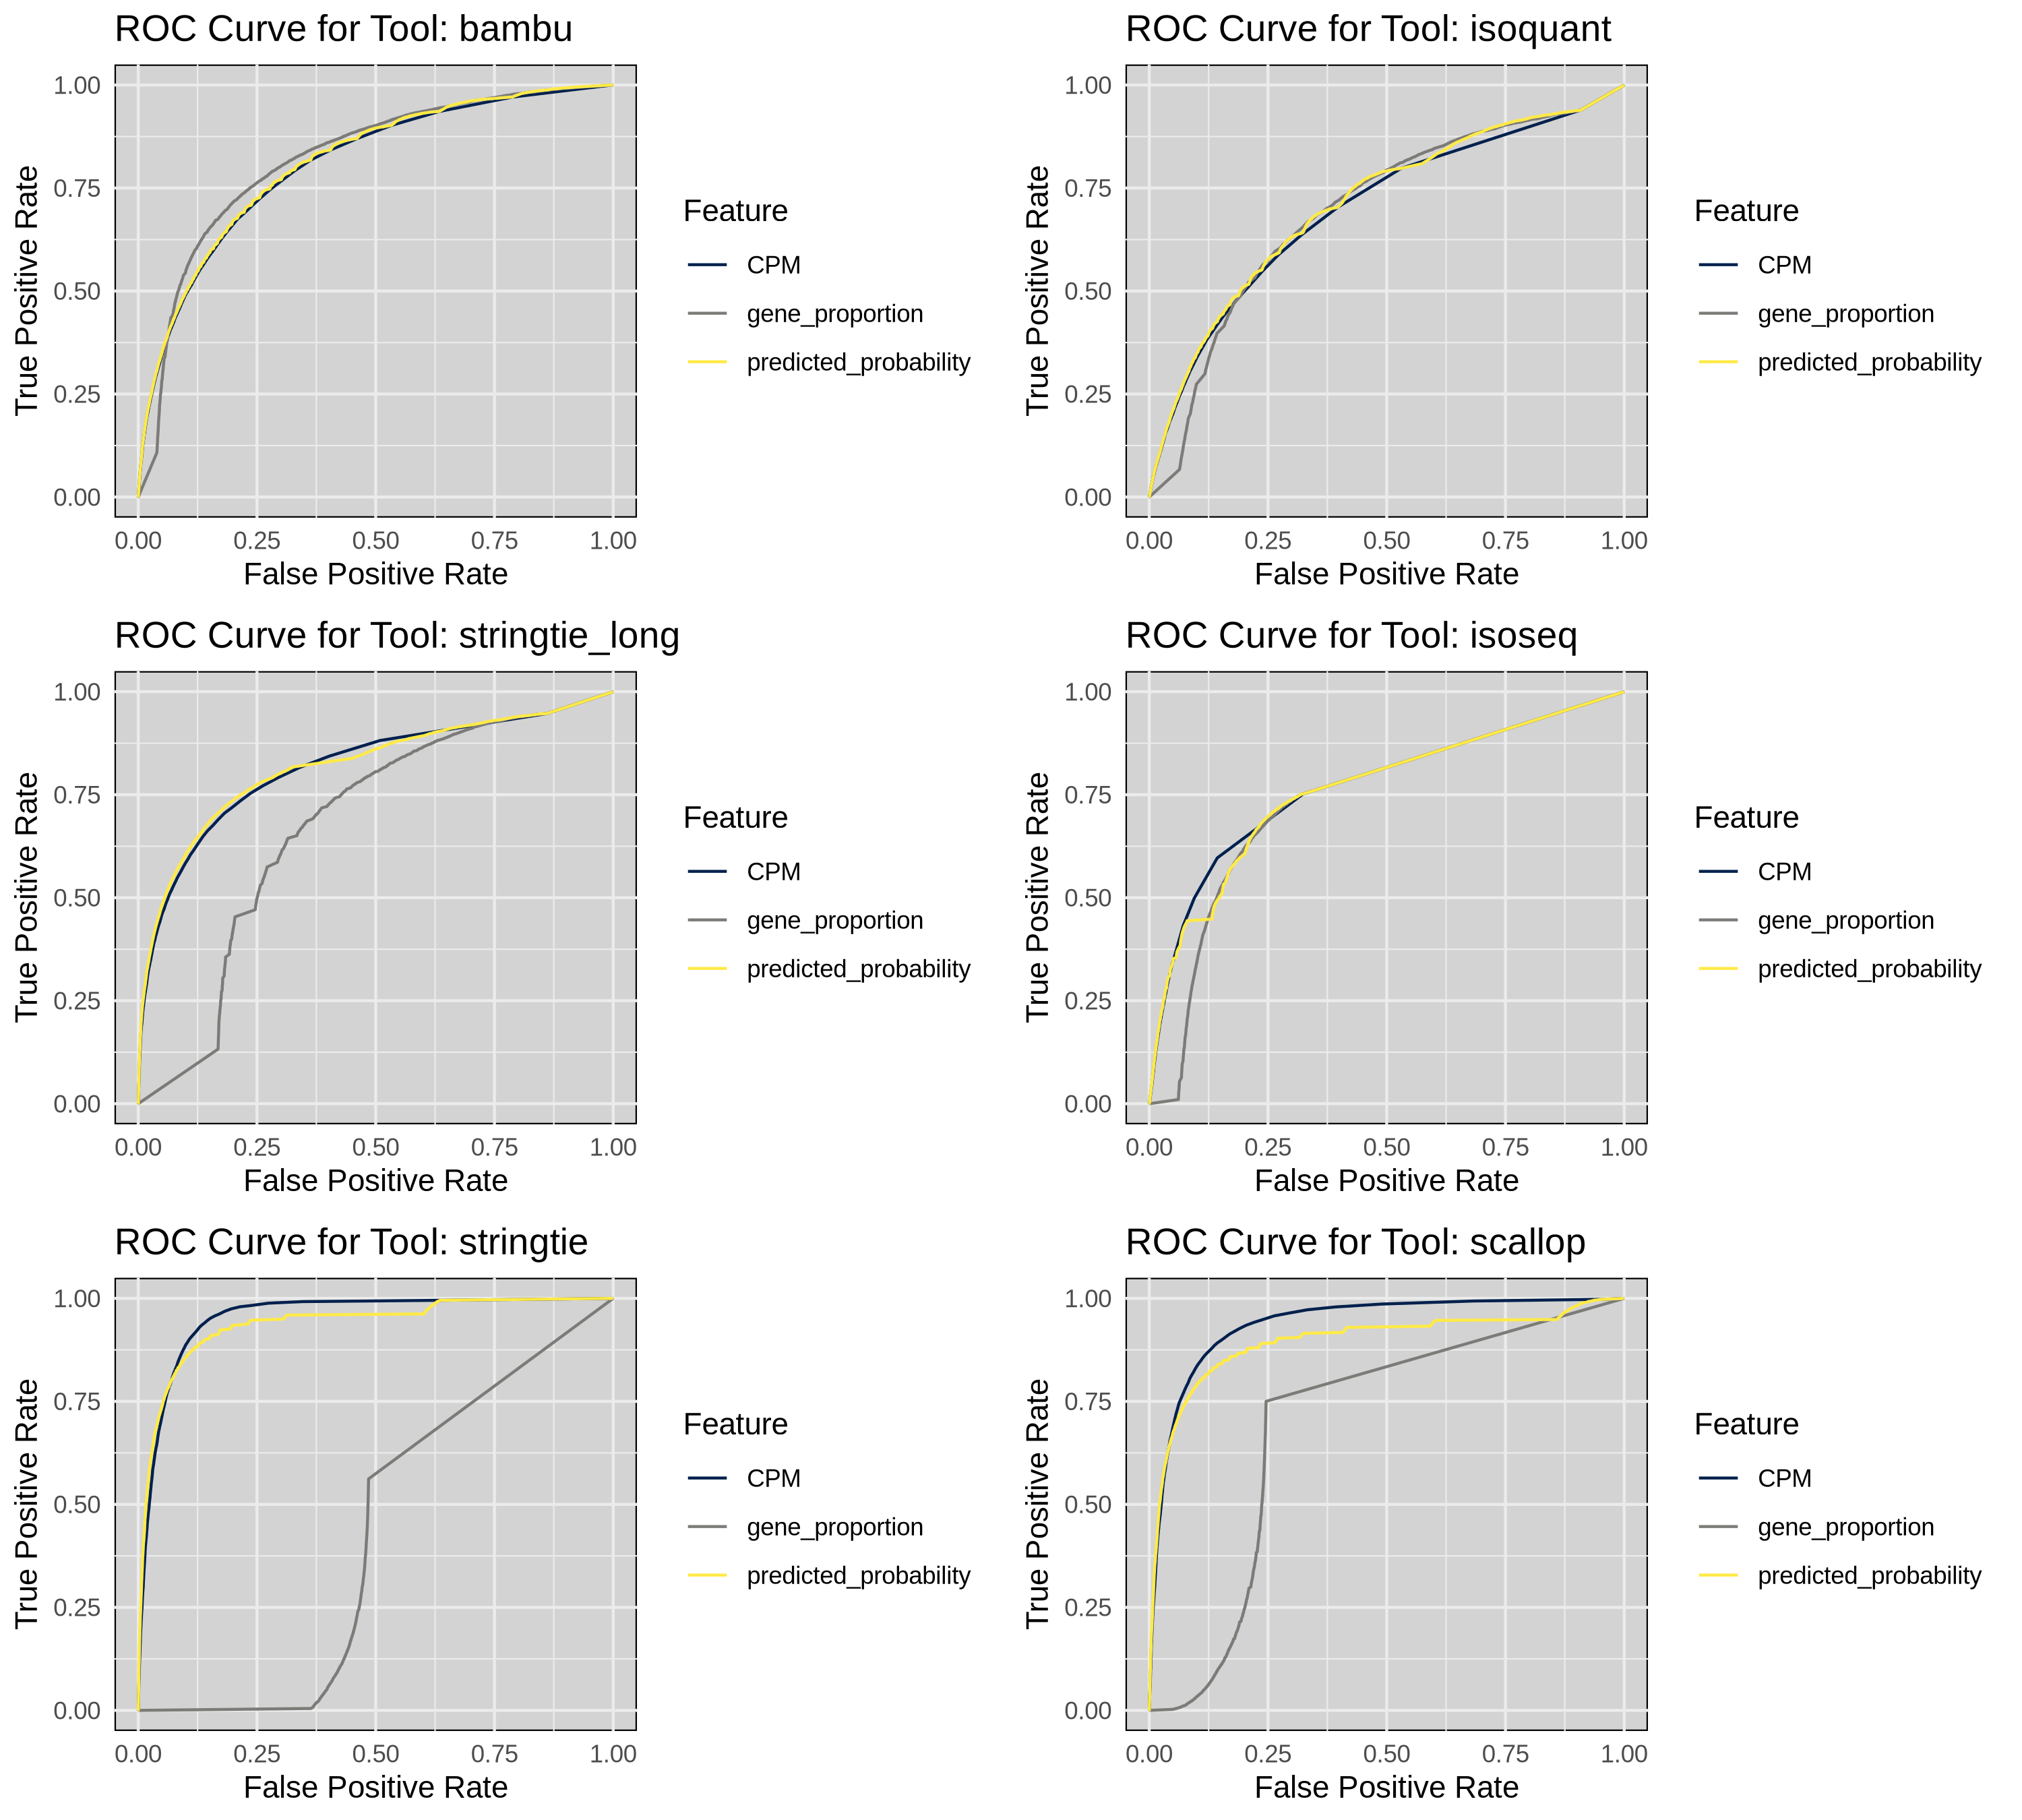 ROC Curve for Tool: bambu
True Positive Rate
1.00
0.75
0.50
0.25
0.00
0.00 0.25 0.50 0.75 1.00
False Positive Rate
Feature
CPM
gene_proportion
predicted_probability
ROC Curve for Tool: isoquant
True Positive Rate
1.00
0.75
0.50
0.25
0.00
0.00 0.25 0.50 0.75 1.00
False Positive Rate
Feature
CPM
gene_proportion
predicted_probability
ROC Curve for Tool: stringtie_long
True Positive Rate
1.00
0.75
0.50
0.25
0.00
0.00 0.25 0.50 0.75 1.00
False Positive Rate
Feature
CPM
gene_proportion
predicted_probability
ROC Curve for Tool: isoseq
True Positive Rate
1.00
0.75
0.50
0.25
0.00
0.00 0.25 0.50 0.75 1.00
False Positive Rate
Feature
CPM
gene_proportion
predicted_probability
ROC Curve for Tool: stringtie
True Positive Rate
1.00
0.75
0.50
0.25
0.00
0.00 0.25 0.50 0.75 1.00
False Positive Rate
Feature
CPM
gene_proportion
predicted_probability
ROC Curve for Tool: scallop
True Positive Rate
1.00
0.75
0.50
0.25
0.00
0.00 0.25 0.50 0.75 1.00
False Positive Rate
Feature
CPM
gene_proportion
predicted_probability